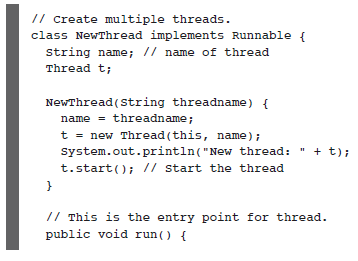 // Create multiple threads.
class NewThread implements Runnable {
String name; // name of thread
Thread t;
NewThread(String threadname) {
name = threadname;
t = new Thread(this, name);
System.out.println("New thread: " + t);
t.start(); // Start the thread
}
// This is the entry point for thread.
public void run() {